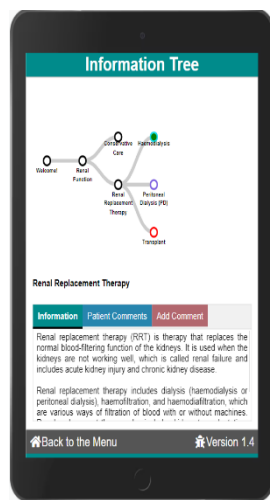 Information Tree
Conservative
Care
Haemodialysis
Welcome!
Renal
Function
Renal
Replacement
Therapy
Peritoneal
Dialysis (PD)
Transplant
Renal Replacement Therapy
Information Patient Comments Add Comment
Renal replacement therapy (RRT) is therapy that replaces the
normal blood-filtering function of the kidneys. It is used when the
kidneys are not working well, which is called renal failure and
includes acute kidney injury and chronic kidney disease.
Renal replacement therapy includes dialysis (haemodialysis or
peritoneal dialysis), haemofiltration, and haemodiafiltration, which
are various ways of filtration of blood with or without machines.
Back to the Menu Version 1.4